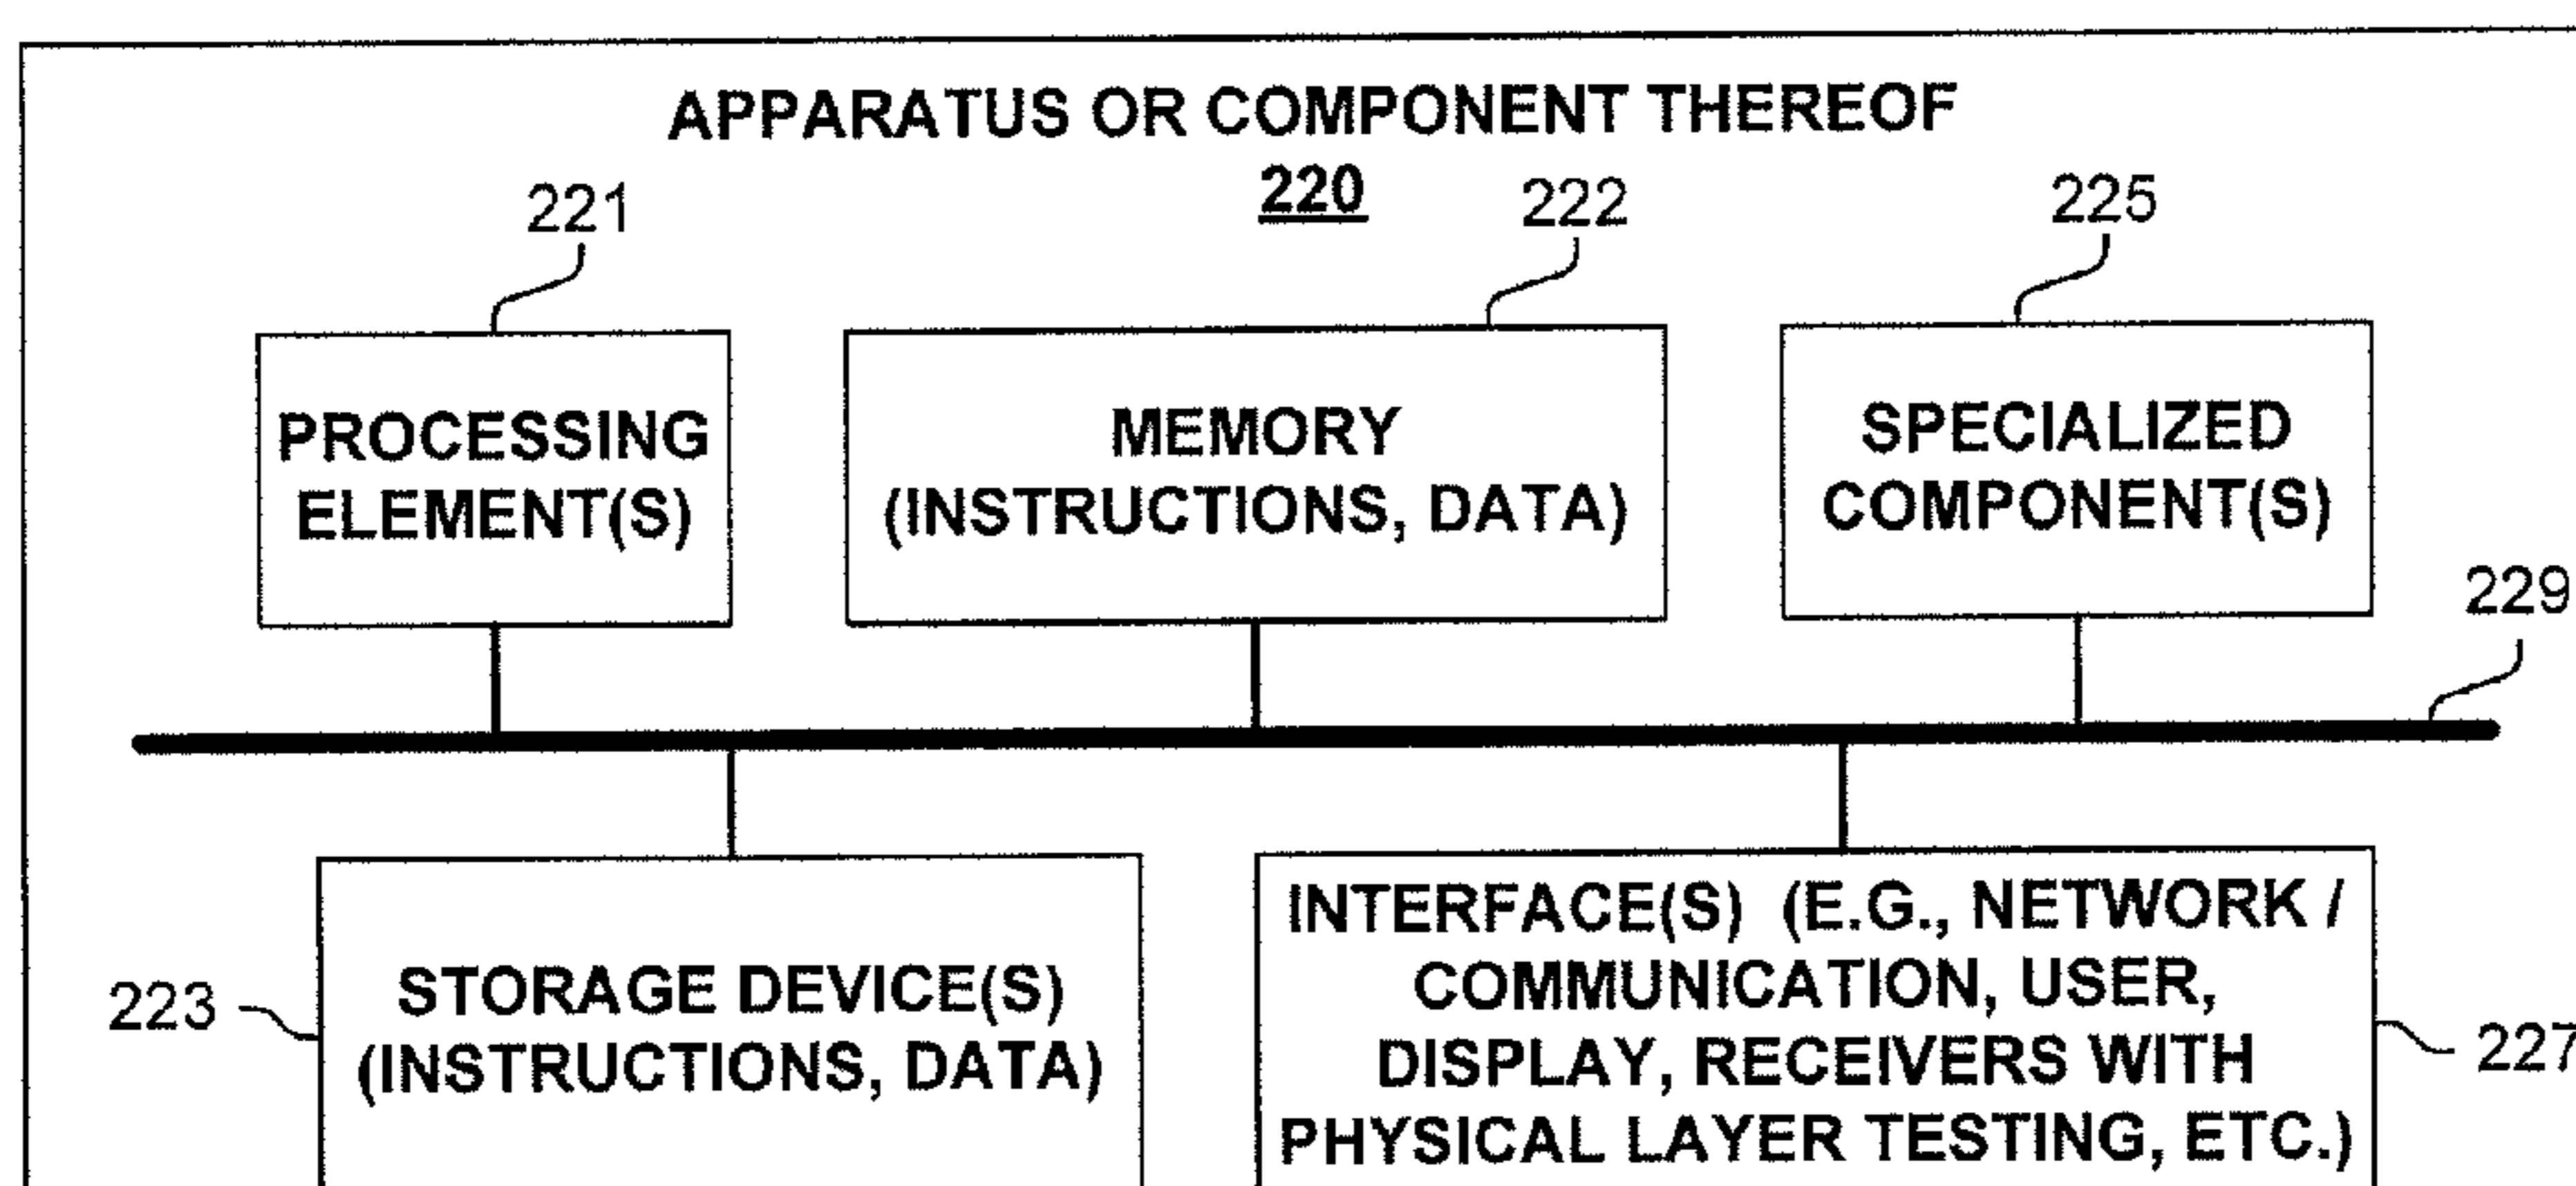 APPARATUS OR COMPONENT THEREOF
220
221
222
225
PROCESSING
ELEMENT(S)
MEMORY
(INSTRUCTIONS, DATA)
SPECIALIZED
COMPONENT(S)
229
223
STORAGE DEVICE(S)
(INSTRUCTIONS, DATA)
INTERFACE(S) (E.G., NETWORK /
COMMUNICATION, USER,
DISPLAY, RECEIVERS WITH
PHYSICAL LAYER TESTING, ETC.)
227